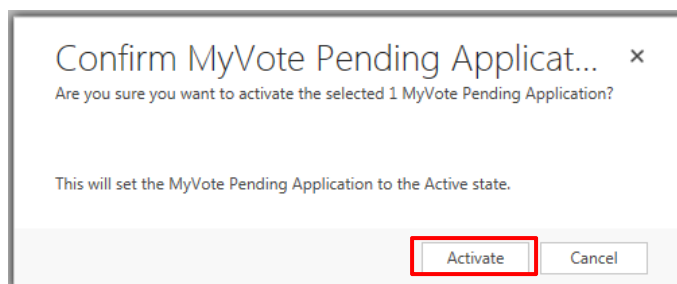 Confirm MyVote Pending Applicat... ×
Are you sure you want to activate the selected 1 MyVote Pending Application?
This will set the MyVote Pending Application to the Active state.
Activate Cancel